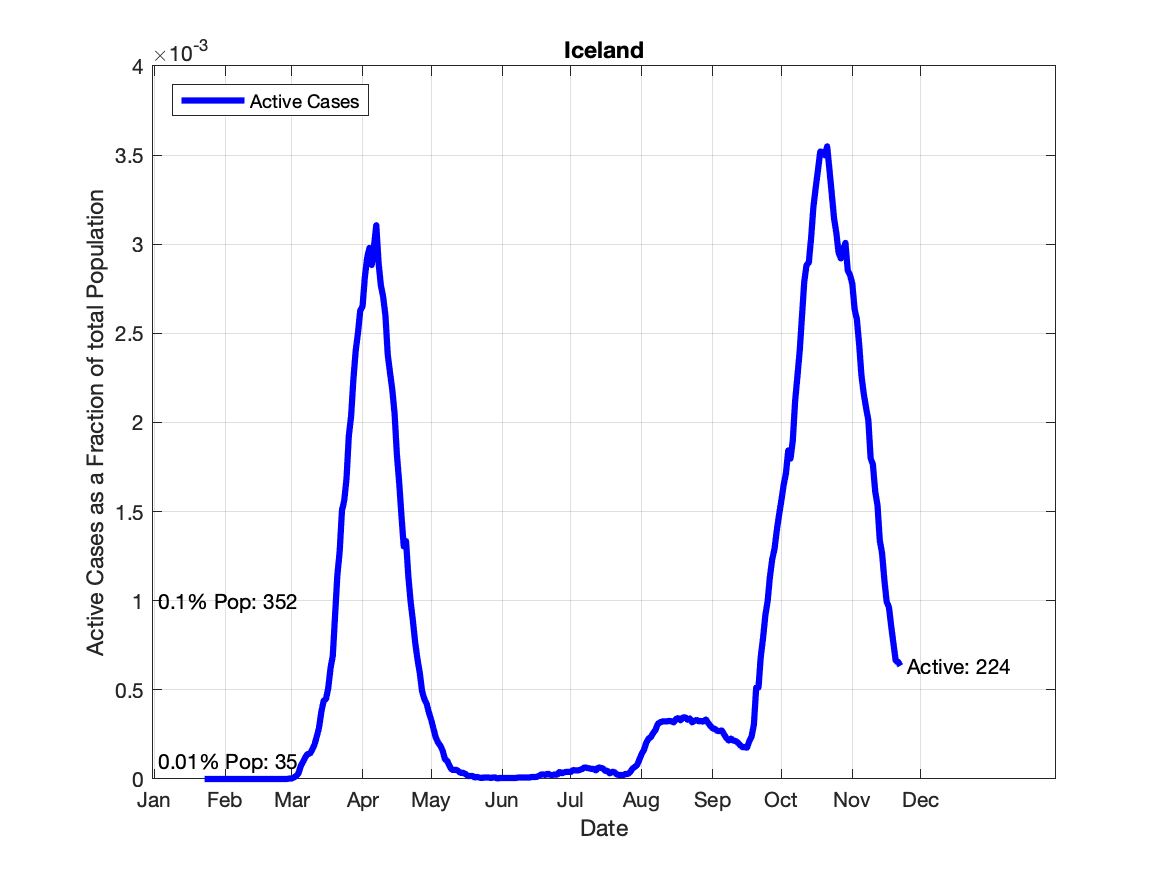 Iceland
×10-3
4
Active Cases
3.5
3
2.5
2
1.5
1
0.1% Pop: 352
0.5
Active: 224
0.01% Pop: 35
0
Jan Feb Mar Apr May Jun Jul Aug Sep Oct Nov Dec
Date
Active Cases as a Fraction of total Population